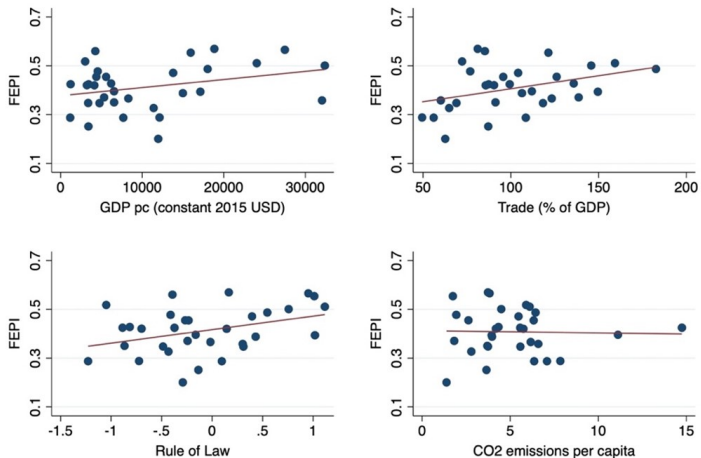 FEPI
0.7
0.5
0.3
0.1
0 10000 20000 30000
GDP pc (constant 2015 USD)
FEPI
0.7
0.5
0.3
0.1
50 100 150 200
Trade (% of GDP)
FEPI
0.7
0.5
0.3
0.1
-1.5 -1 -.5 0 .5 1
Rule of Law
FEPI
0.7
0.5
0.3
0.1
0 5 10 15
CO2 emissions per capita